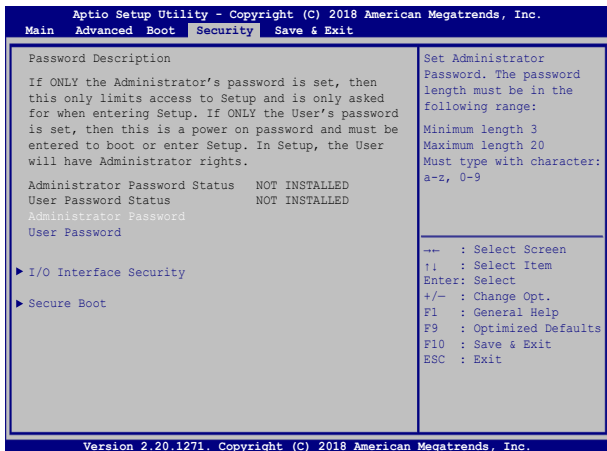 Aptio Setup Utility - Copyright (C) 2018 American Megatrends, Inc.
Main Advanced Boot Security Save & Exit
Password Description
If ONLY the Administrator's password is set, then
this only limits access to Setup and is only asked
for when entering Setup. If ONLY the User's password
is set, then this is a power on password and must be
entered to boot or enter Setup. In Setup, the User
will have Administrator rights.
Administrator Password Status NOT INSTALLED
User Password Status NOT INSTALLED
Administrator Password
User Password
▶ I/O Interface Security
▶ Secure Boot
Set Administrator
Password. The password
length must be in the
following range:
Minimum length 3
Maximum length 20
Must type with character:
a-z, 0-9
→← : Select Screen
↑↓ : Select Item
Enter: Select
+/— : Change Opt.
F1 : General Help
F9 : Optimized Defaults
F10 : Save & Exit
ESC : Exit
Version 2.20.1271. Copyright (C) 2018 American Megatrends, Inc.